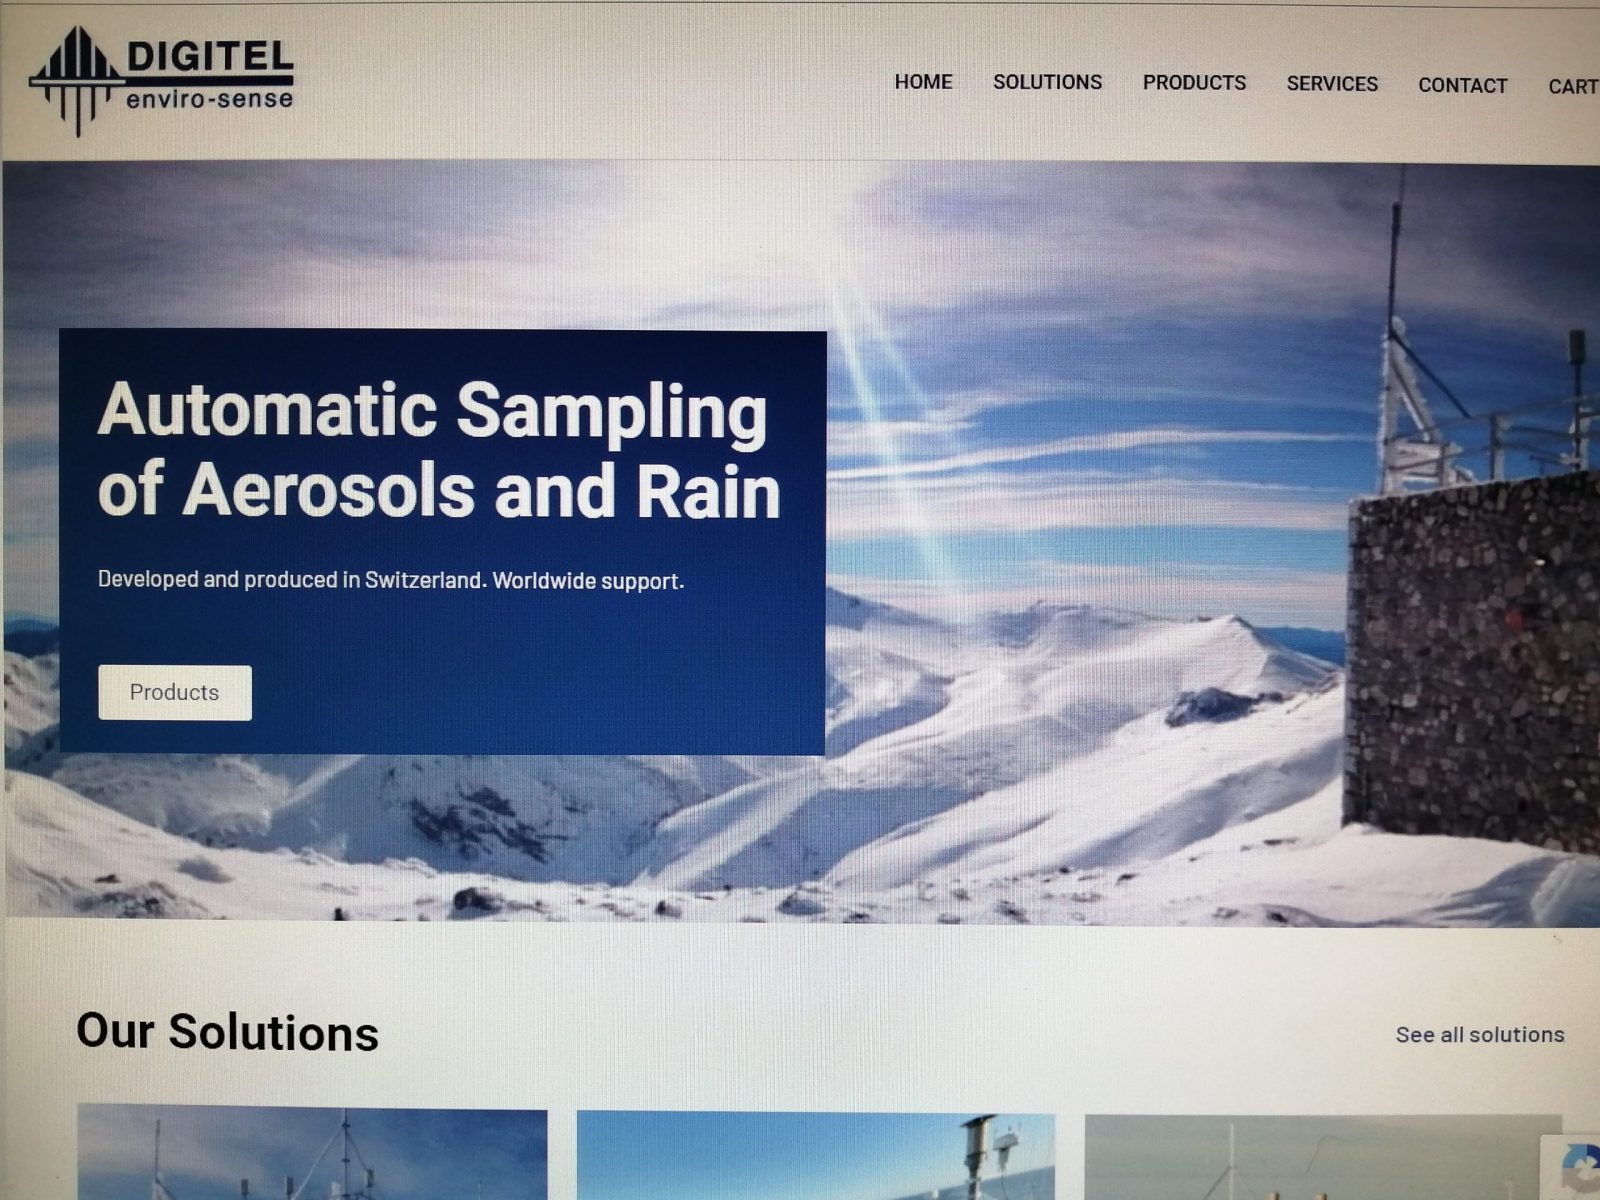 DIGITEL
enviro-sense
HOME SOLUTIONS PRODUCTS SERVICES CONTACT CART
Automatic Sampling
of Aerosols and Rain
Developed and produced in Switzerland. Worldwide support.
Products
Our Solutions
See all solutions